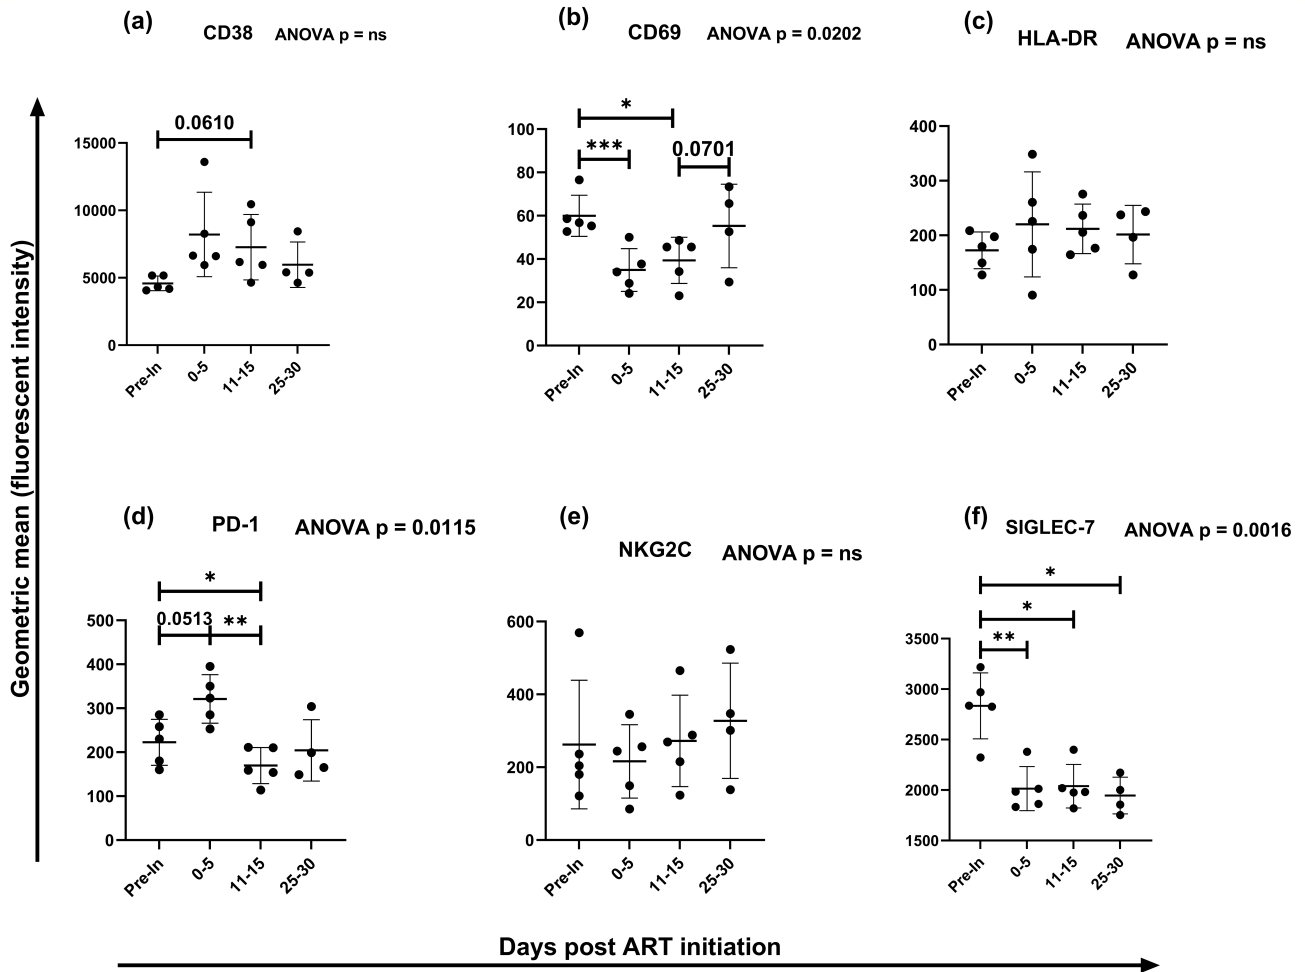 (a)
CD38 ANOVA p = ns
0.0610
15000
10000
5000
0
Pre-In 0-5 11-15 25-30
(b)
CD69 ANOVA p = 0.0202
*
*** 0.0701
100
80
60
40
20
0
Pre-In 0-5 11-15 25-30
(c)
HLA-DR ANOVA p = ns
400
300
200
100
0
Pre-In 0-5 11-15 25-30
Geometric mean (fluorescent intensity)
(d)
PD-1 ANOVA p = 0.0115
*
0.0513 **
500
400
300
200
100
0
Pre-In 0-5 11-15 25-30
(e)
NKG2C ANOVA p = ns
600
400
200
0
Pre-In 0-5 11-15 25-30
(f)
SIGLEC-7 ANOVA p = 0.0016
*
*
**
3500
3000
2500
2000
1500
Pre-In 0-5 11-15 25-30
Days post ART initiation